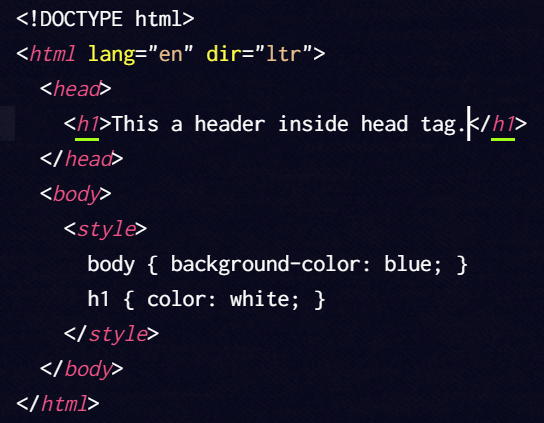 <!DOCTYPE html>
<html lang="en" dir="ltr">
  <head>
    <h1>This a header inside head tag.</h1>
  </head>
  <body>
    <style>
      body { background-color: blue; }
      h1 { color: white; }
    </style>
  </body>
</html>